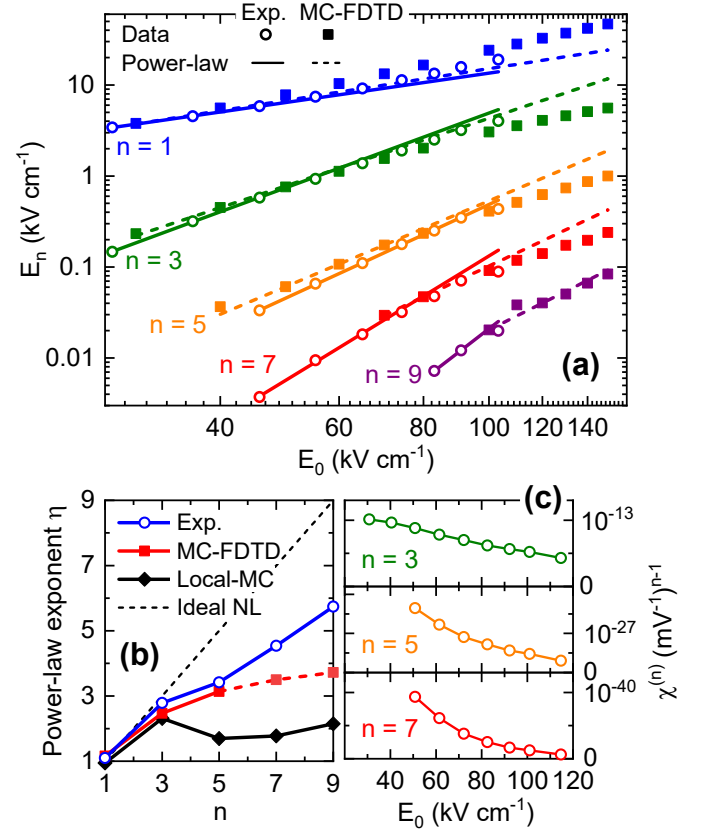 Exp. MC-FDTD
Data
Power-law
10
1
0.1
0.01
Eₙ (kV cm⁻¹)
n = 1
n = 3
n = 5
n = 7
n = 9
(a)
40 60 80 100 120 140
E₀ (kV cm⁻¹)
9
7
5
3
1
Power-law exponent η
Exp.
MC-FDTD
Local-MC
Ideal NL
(b)
1 3 5 7 9
n
(c)
n = 3
10⁻¹³
0
n = 5
10⁻²⁷
0
n = 7
10⁻⁴⁰
0
χ⁽ⁿ⁾ (mV⁻¹)ⁿ⁻¹
40 60 80 100 120
E₀ (kV cm⁻¹)